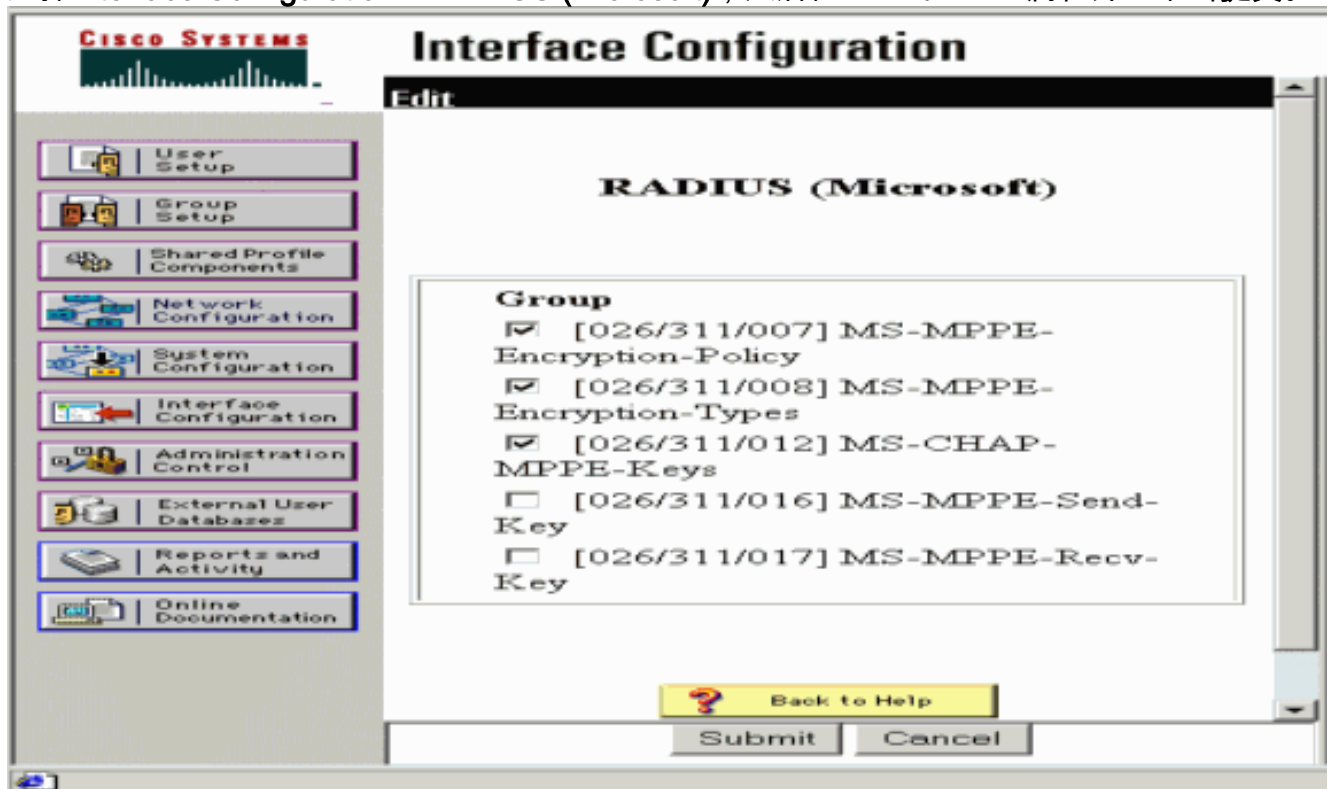 Interface Configuration
CISCO SYSTEMS
Interface Configuration
Edit
User
Setup
Group
Setup
Shared Profile
Components
Network
Configuration
System
Configuration
Interface
Configuration
Administration
Control
External User
Databases
Reports and
Activity
Online
Documentation
RADIUS (Microsoft)
Group
[026/311/007] MS-MPPE-
Encryption-Policy
[026/311/008] MS-MPPE-
Encryption-Types
[026/311/012] MS-CHAP-
MPPE-Keys
[026/311/016] MS-MPPE-Send-
Key
[026/311/017] MS-MPPE-Recv-
Key
Back to Help
Submit
Cancel